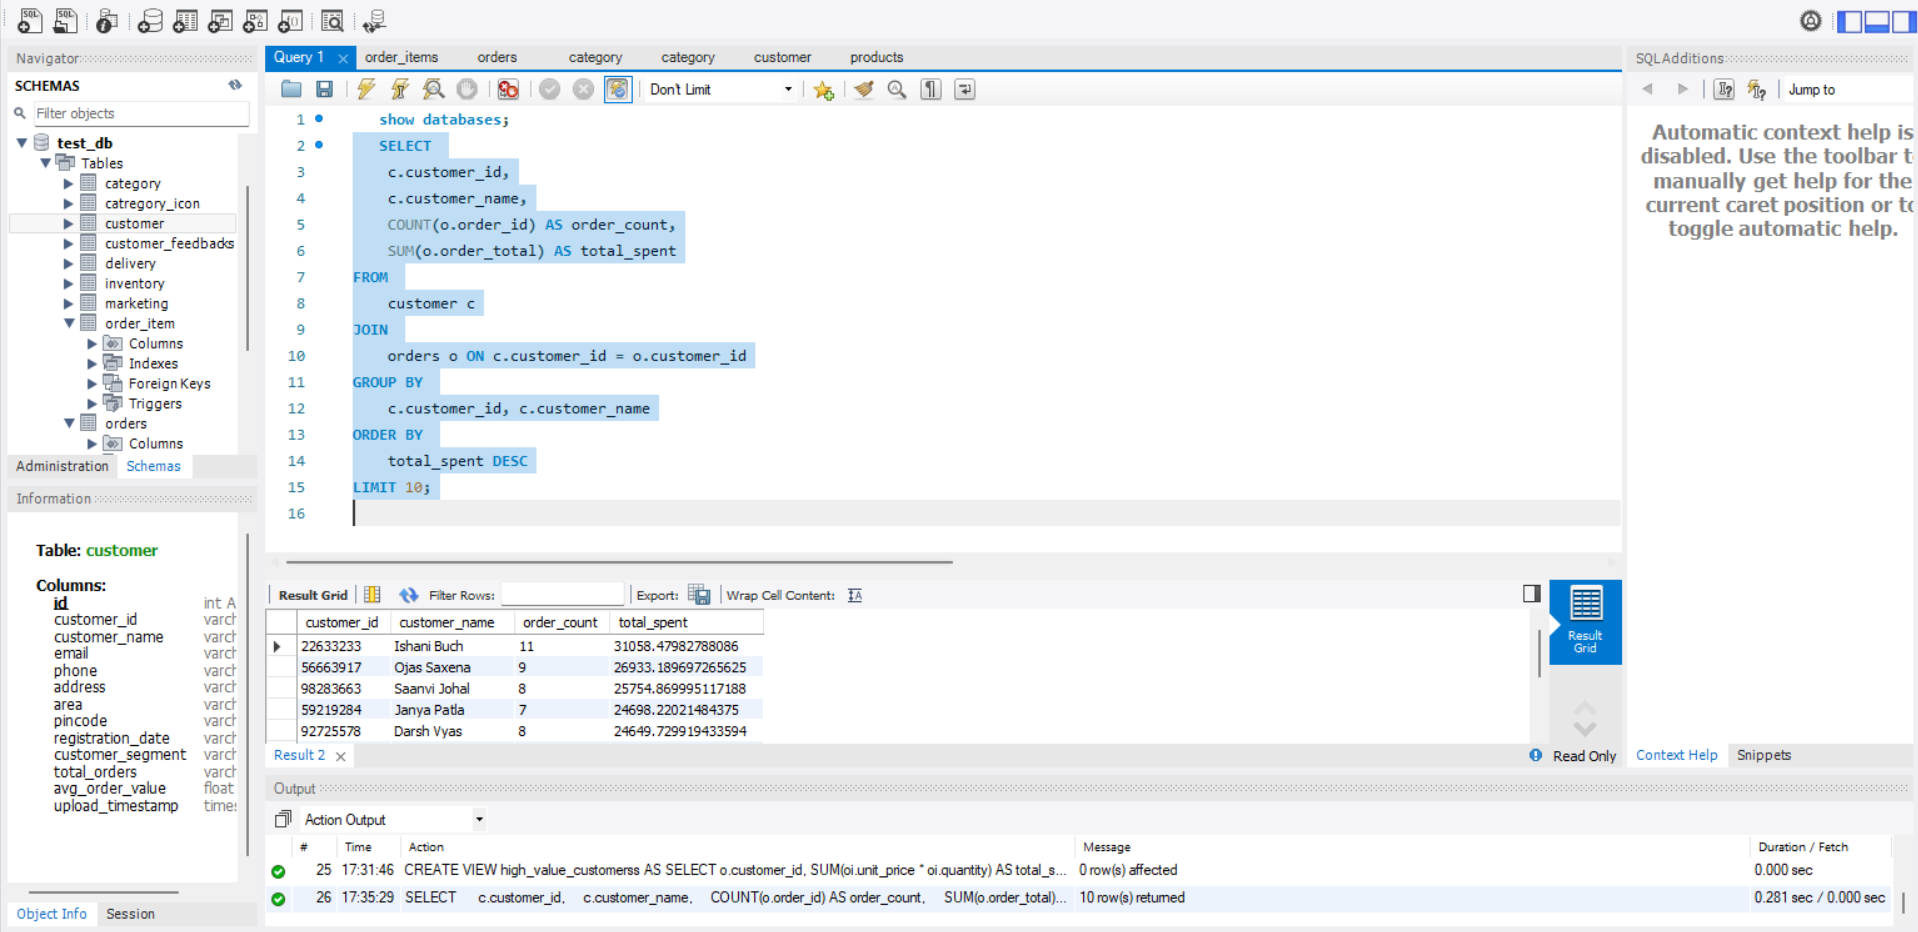 Navigator
SCHEMAS
Filter objects
test_db
Tables
category
catregory_icon
customer
customer_feedbacks
delivery
inventory
marketing
order_item
Columns
Indexes
Foreign Keys
Triggers
orders
Columns
Administration Schemas
Information
Table: customer
Columns:
id int A
customer_id varch
customer_name varch
email varch
phone varch
address varch
area varch
pincode varch
registration_date varch
customer_segment varch
total_orders varch
avg_order_value float
upload_timestamp times
Object Info Session
Query 1 order_items orders category category customer products
Don't Limit
1 show databases;
2 SELECT
3 c.customer_id,
4 c.customer_name,
5 COUNT(o.order_id) AS order_count,
6 SUM(o.order_total) AS total_spent
7 FROM
8 customer c
9 JOIN
10 orders o ON c.customer_id = o.customer_id
11 GROUP BY
12 c.customer_id, c.customer_name
13 ORDER BY
14 total_spent DESC
15 LIMIT 10;
16
Result Grid Filter Rows: Export: Wrap Cell Content:
customer_id customer_name order_count total_spent
22633233 Ishani Buch 11 31058.47982788086
56663917 Ojas Saxena 9 26933.189697265625
98283663 Saanvi Johal 8 25754.869995117188
59219284 Janya Patla 7 24698.22021484375
92725578 Darsh Vyas 8 24649.729919433594
Result Grid
Result 2 Read Only
SQLAdditions
Jump to
Automatic context help is
disabled. Use the toolbar t
manually get help for the
current caret position or to
toggle automatic help.
Context Help Snippets
Output
Action Output
# Time Action Message Duration / Fetch
25 17:31:46 CREATE VIEW high_value_customerss AS SELECT o.customer_id, SUM(oi.unit_price * oi.quantity) AS total_s... 0 row(s) affected 0.000 sec
26 17:35:29 SELECT c.customer_id, c.customer_name, COUNT(o.order_id) AS order_count, SUM(o.order_total)... 10 row(s) returned 0.281 sec / 0.000 sec